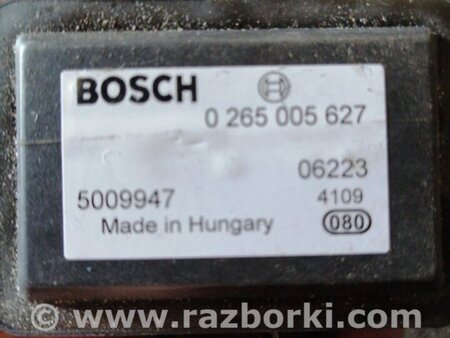 BOSCH
0 265 005 627
06223
5009947 4109
Made in Hungary 080
© www.razborki.com